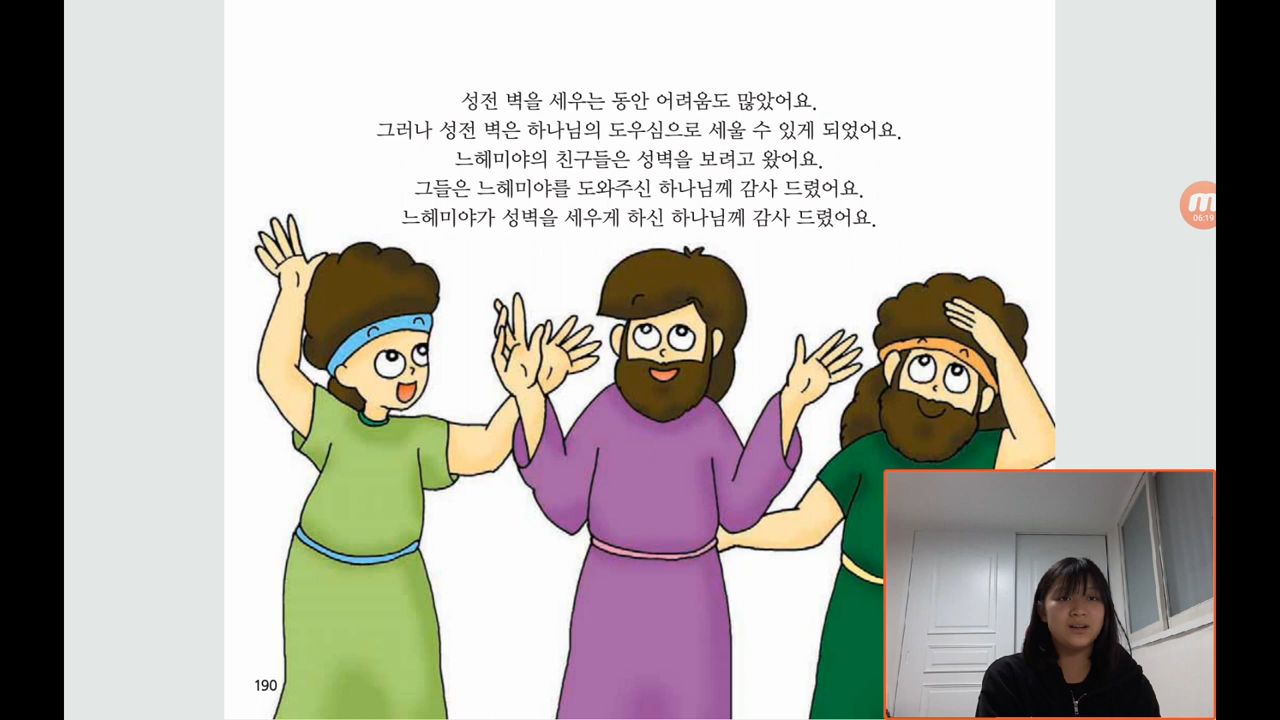 성전 벽을 세우는 동안 어려움도 많았어요.
그러나 성전 벽은 하나님의 도우심으로 세울 수 있게 되었어요.
느헤미야의 친구들은 성벽을 보려고 왔어요.
그들은 느헤미야를 도와주신 하나님께 감사 드렸어요.
느헤미야가 성벽을 세우게 하신 하나님께 감사 드렸어요.
06:19
190